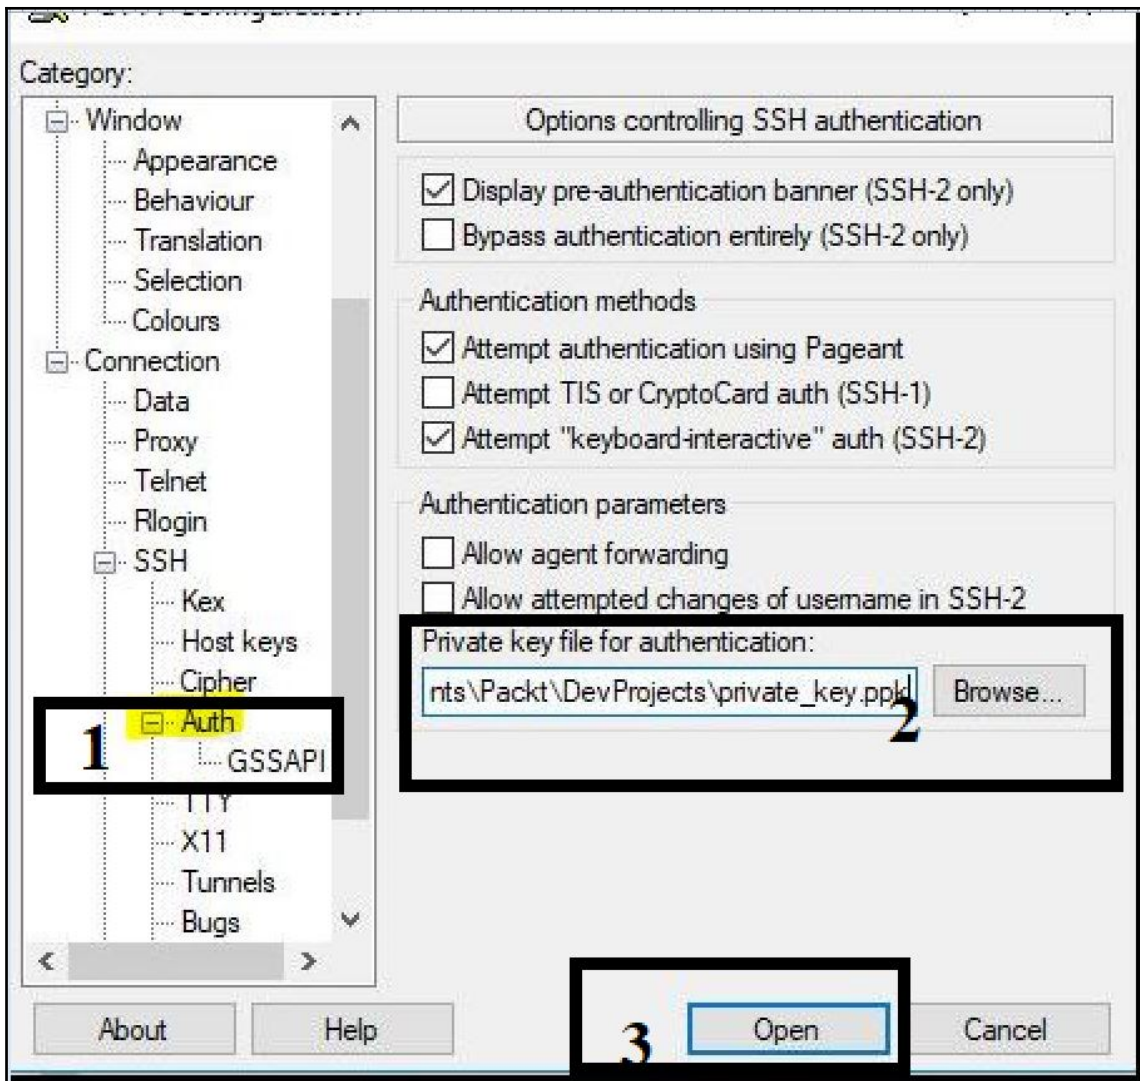 Category:
Window
Appearance
Behaviour
Translation
Selection
Colours
Connection
Data
Proxy
Telnet
Rlogin
SSH
Kex
Host keys
Cipher
1
Auth
GSSAPI
TTY
X11
Tunnels
Bugs
Options controlling SSH authentication
Display pre-authentication banner (SSH-2 only)
Bypass authentication entirely (SSH-2 only)
Authentication methods
Attempt authentication using Pageant
Attempt TIS or CryptoCard auth (SSH-1)
Attempt "keyboard-interactive" auth (SSH-2)
Authentication parameters
Allow agent forwarding
Allow attempted changes of username in SSH-2
Private key file for authentication:
nts\Packt\DevProjects\private_key.ppk
Browse...
2
About
Help
3
Open
Cancel